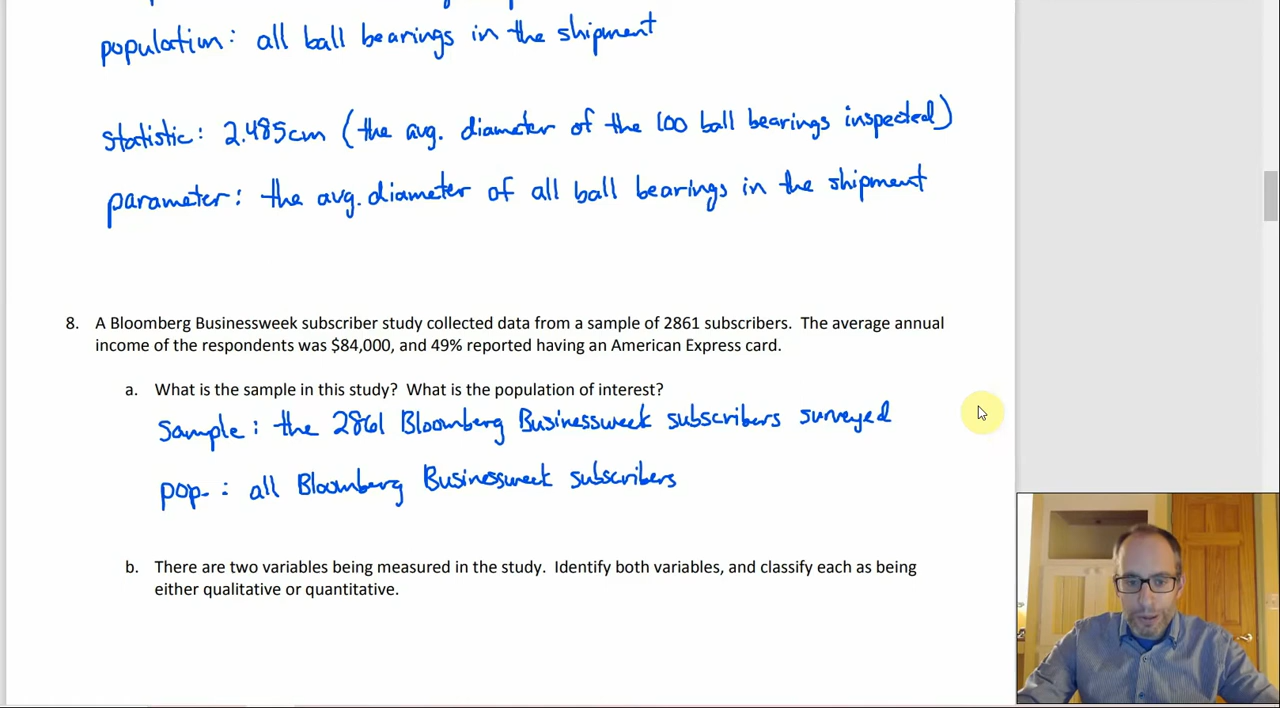 population: all ball bearings in the shipment
statistic: 2.485cm (the avg. diameter of the 100 ball bearings inspected)
parameter: the avg. diameter of all ball bearings in the shipment
8. A Bloomberg Businessweek subscriber study collected data from a sample of 2861 subscribers. The average annual
income of the respondents was $84,000, and 49% reported having an American Express card.
a. What is the sample in this study? What is the population of interest?
Sample: the 2861 Bloomberg Businessweek subscribers surveyed
pop. : all Bloomberg Businessweek subscribers
b. There are two variables being measured in the study. Identify both variables, and classify each as being
either qualitative or quantitative.